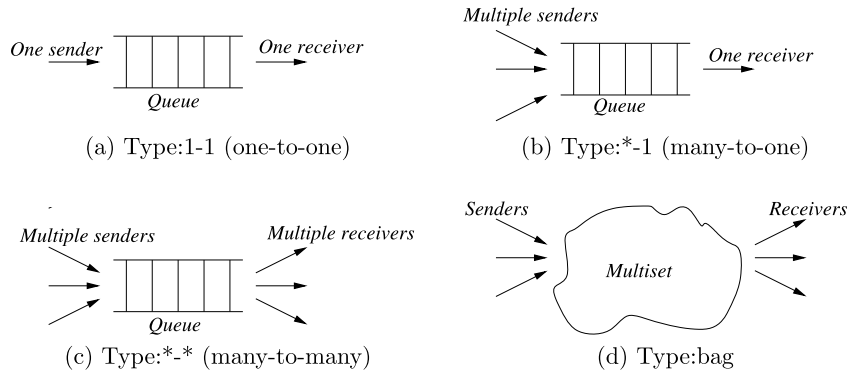 One sender
One receiver
Queue
(a) Type:1-1 (one-to-one)
Multiple senders
One receiver
Queue
(b) Type:*-1 (many-to-one)
Multiple senders
Multiple receivers
Queue
(c) Type:*-* (many-to-many)
Senders
Receivers
Multiset
(d) Type:bag